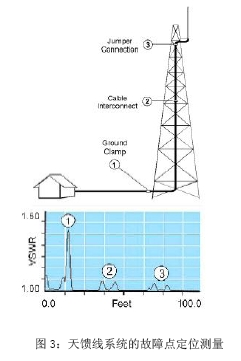 Jumper
Connection
③
Cable
Interconnect
②
Ground
Clamp
①
1.60
VSWR
1.00
①
②
③
0.0
Feet
100.0
图 3：天馈线系统的故障点定位测量